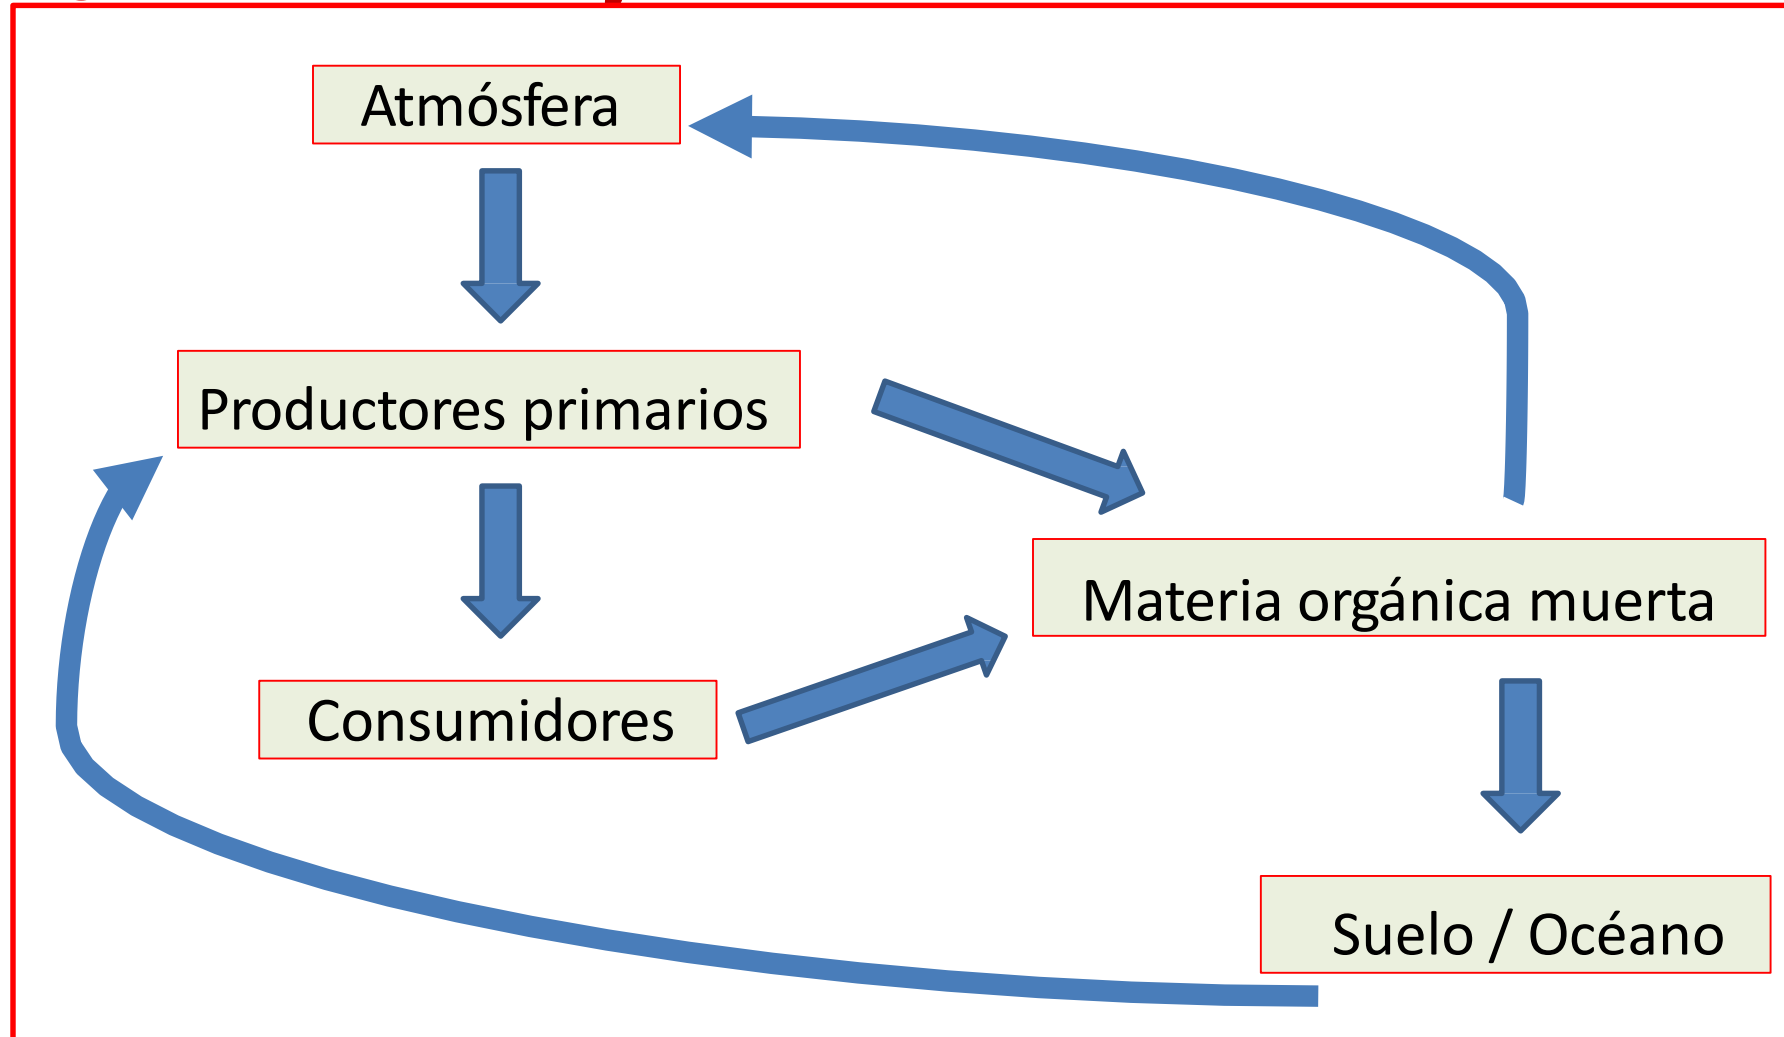 Atmósfera
Productores primarios
Materia orgánica muerta
Consumidores
Suelo / Océano